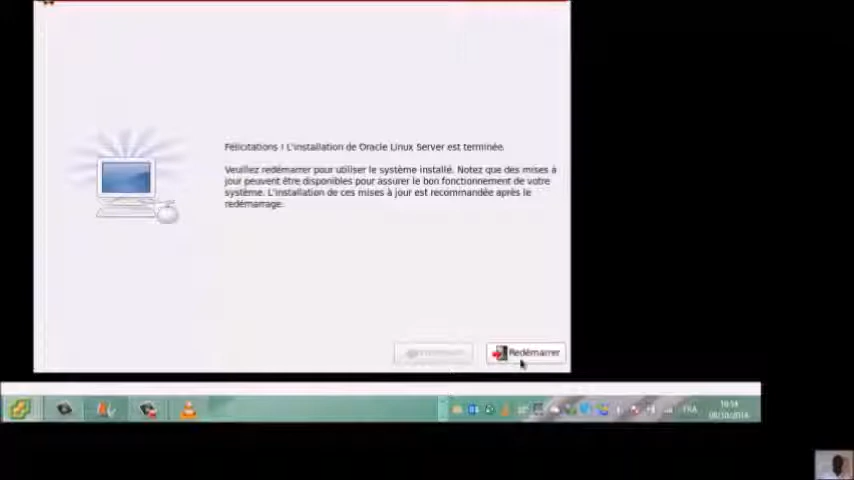 Félicitations ! L'installation de Oracle Linux Server est terminée.
Veuillez redémarrer pour utiliser le système installé. Notez que des mises à
jour peuvent être disponibles pour assurer le bon fonctionnement de votre
système. L'installation de ces mises à jour est recommandée après le
redémarrage.
Redémarrer
FRA